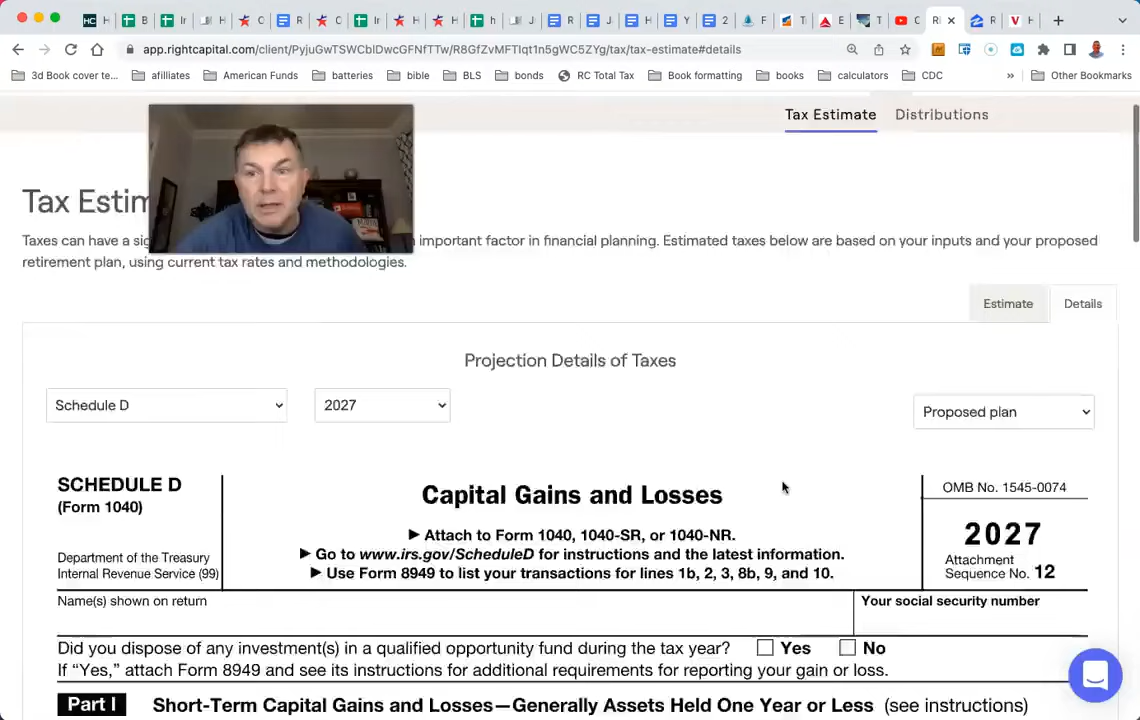 app.rightcapital.com/client/PyjuGwTSWCblDwcGFNfTTw/R8GfZvMFTIqt1n5gWC5ZYg/tax/tax-estimate#details
3d Book cover te...
afiliates
American Funds
batteries
bible
BLS
bonds
RC Total Tax
Book formatting
books
calculators
CDC
»
Other Bookmarks
Tax Estimate
Distributions
Tax Estim
Taxes can have a sig
important factor in financial planning. Estimated taxes below are based on your inputs and your proposed
retirement plan, using current tax rates and methodologies.
Estimate
Details
Projection Details of Taxes
Schedule D
2027
Proposed plan
SCHEDULE D
(Form 1040)
Department of the Treasury
Internal Revenue Service (99)
Capital Gains and Losses
▶ Attach to Form 1040, 1040-SR, or 1040-NR.
▶ Go to www.irs.gov/ScheduleD for instructions and the latest information.
▶ Use Form 8949 to list your transactions for lines 1b, 2, 3, 8b, 9, and 10.
OMB No. 1545-0074
2027
Attachment
Sequence No. 12
Name(s) shown on return
Your social security number
Did you dispose of any investment(s) in a qualified opportunity fund during the tax year? Yes No
If "Yes," attach Form 8949 and see its instructions for additional requirements for reporting your gain or loss.
Part I Short-Term Capital Gains and Losses—Generally Assets Held One Year or Less (see instructions)